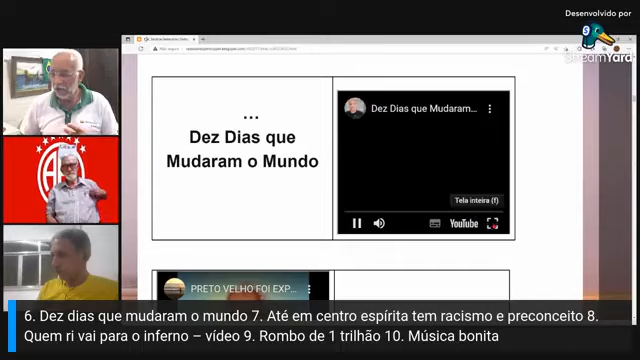 Desenvolvido por
StreamYard
...
Dez Dias que
Mudaram o Mundo
Dez Dias que Mudaram...
Tela inteira (f)
YouTube
PRETO VELHO FOI EXP...
6. Dez dias que mudaram o mundo 7. Até em centro espírita tem racismo e preconceito 8.
Quem ri vai para o inferno – vídeo 9. Rombo de 1 trilhão 10. Música bonita